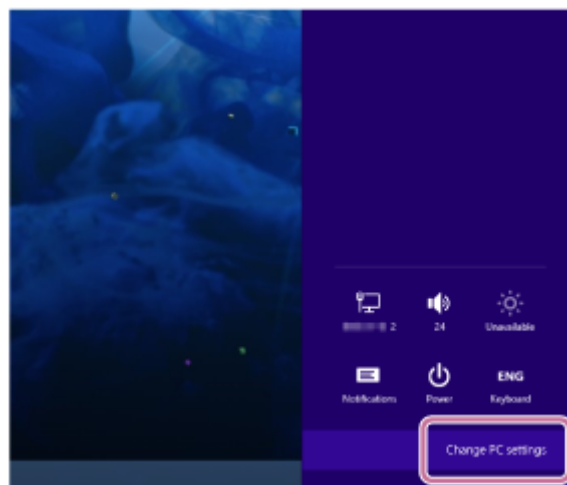 2
24
Unavailable
Notifications
Power
ENG
Keyboard
Change PC settings